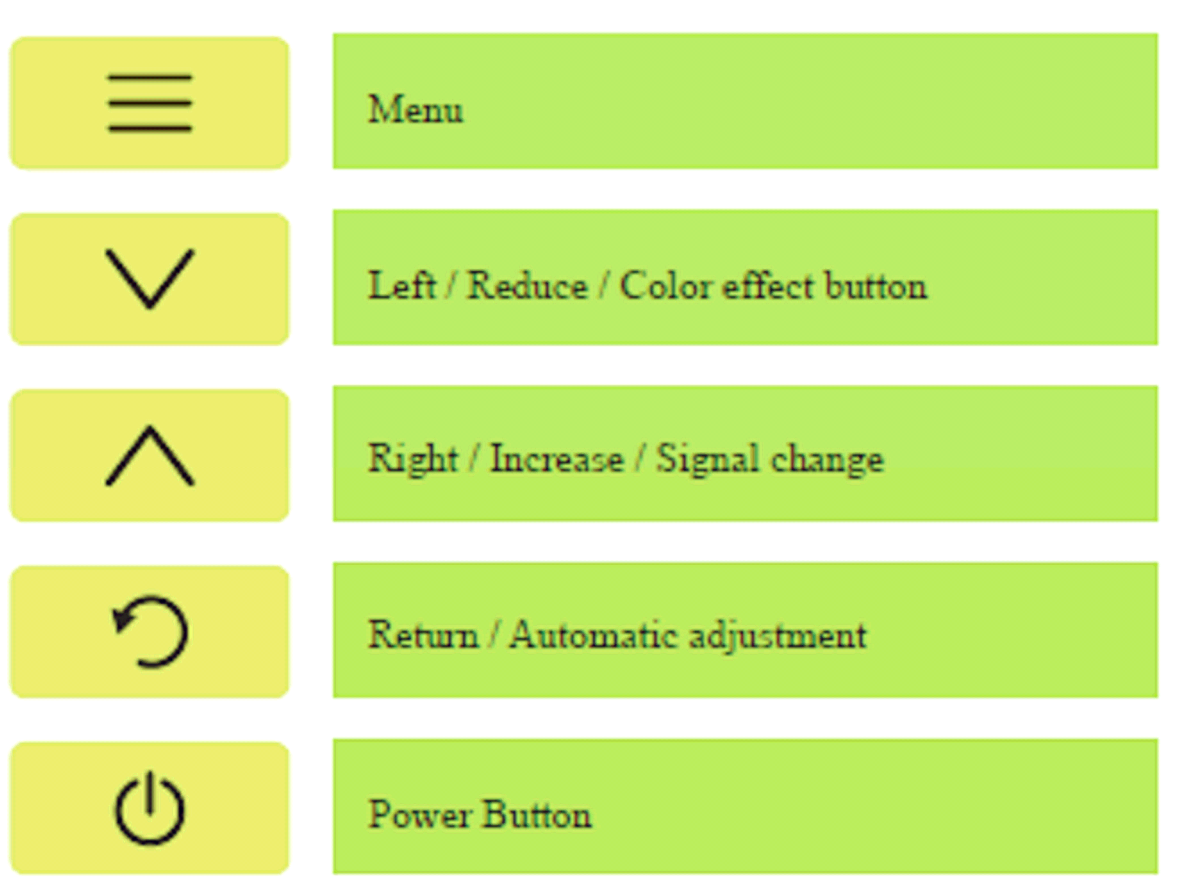 Menu
Left / Reduce / Color effect button
Right / Increase / Signal change
Return / Automatic adjustment
Power Button